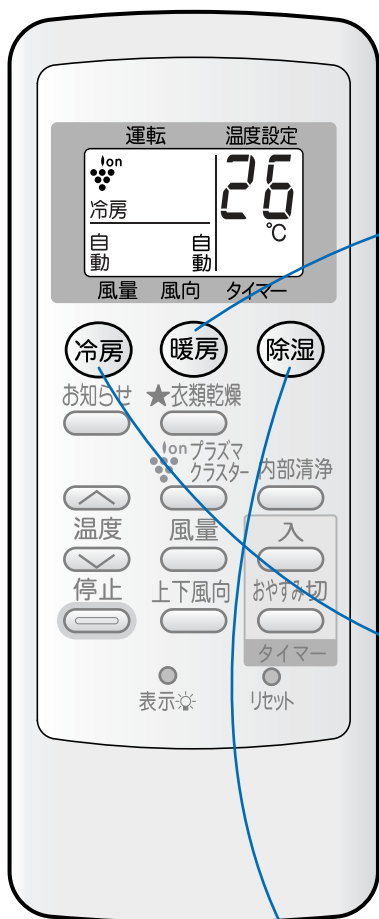 運転 温度設定
ion
26
冷房
℃
自動 自動
風量 風向 タイマー
冷房 暖房 除湿
お知らせ ★衣類乾燥
ion プラズマ
クラスター 内部清浄
温度 風量 入
停止 上下風向 おやすみ切
タイマー
表示 リセット